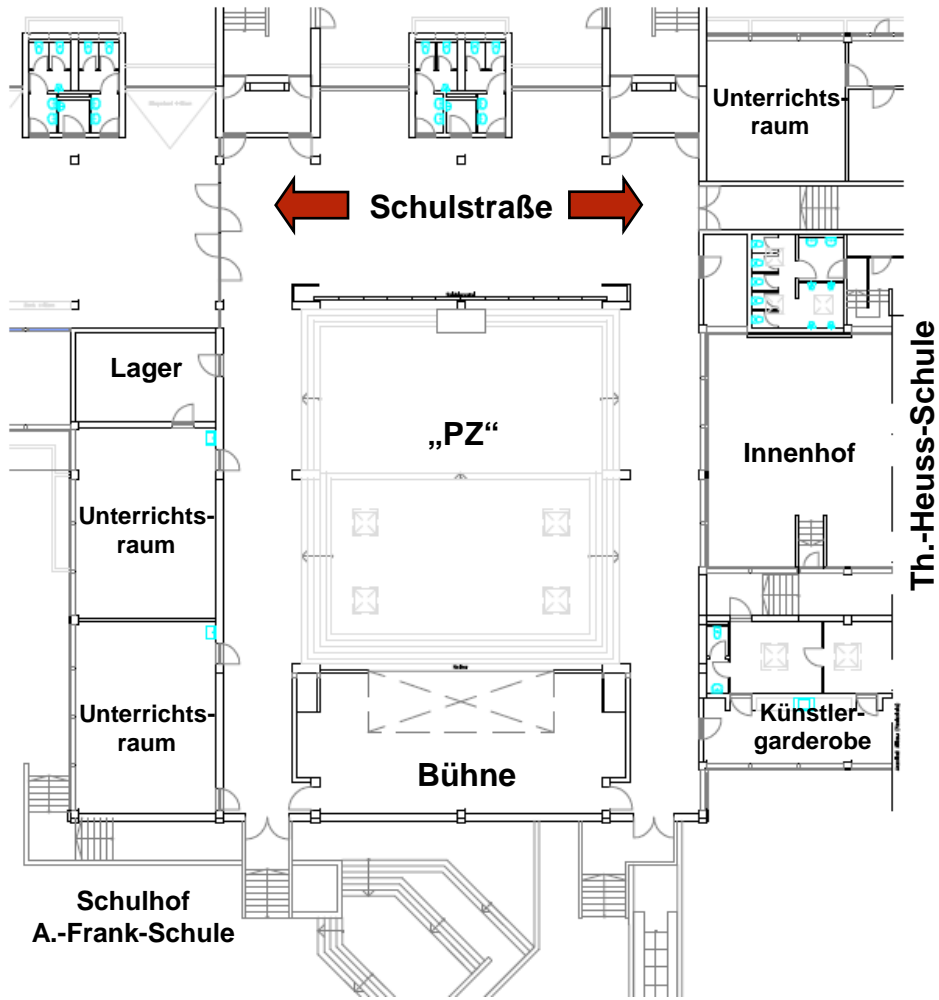 Unterrichts-
raum
Schulstraße
Lager
„PZ“
Innenhof
Th.-Heuss-Schule
Unterrichts-
raum
Unterrichts-
raum
Künstler-
garderobe
Bühne
Schulhof
A.-Frank-Schule